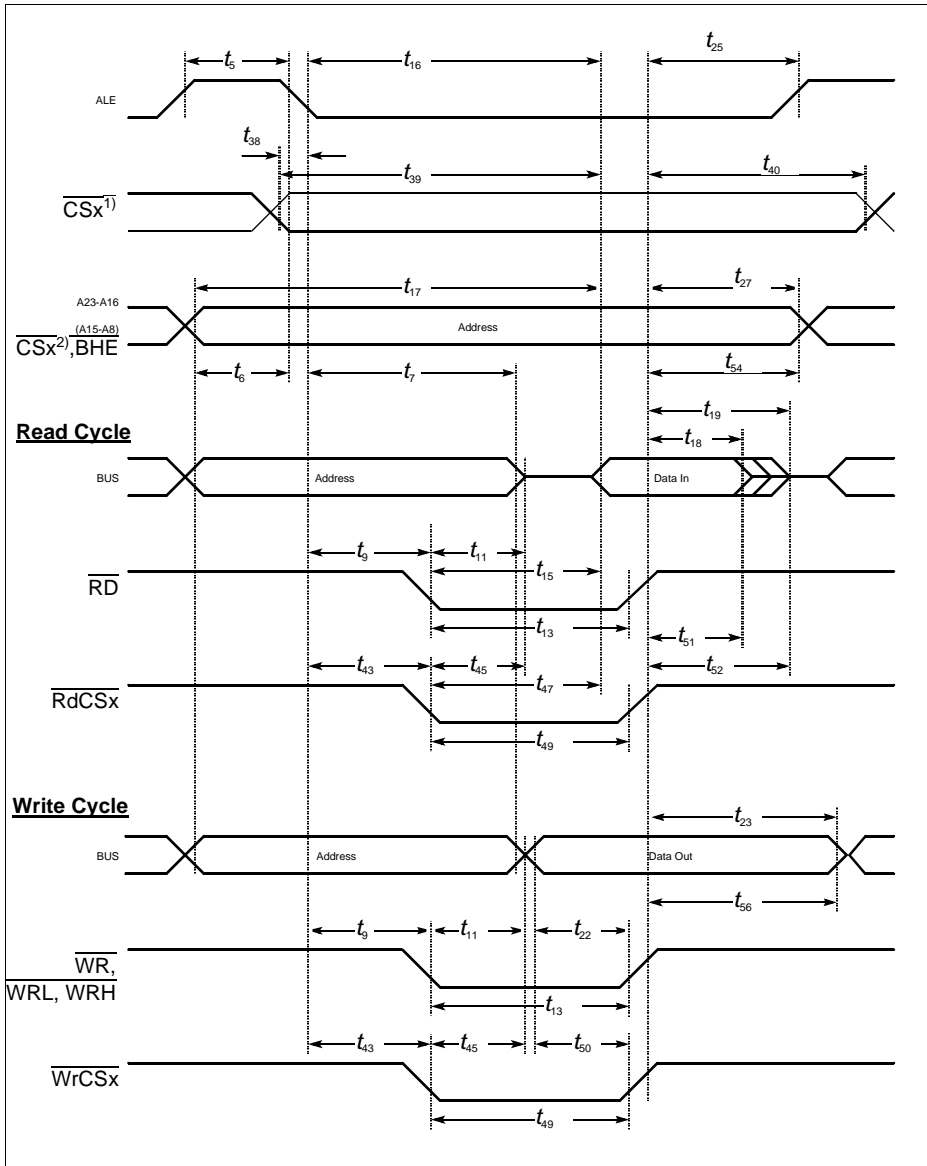 t5 t16 t25
ALE
t38
t39 t40
CSx1)
t17 t27
A23-A16
(A15-A8)
Address
CSx2),BHE
t6 t7 t54
t19
Read Cycle
t18
BUS Address Data In
t9 t11
t15
RD
t13
t51
t43 t45 t52
t47
RdCSx
t49
Write Cycle
t23
BUS Address Data Out
t56
t9 t11 t22
WR,
WRL, WRH
t13
t43 t45 t50
WrCSx
t49